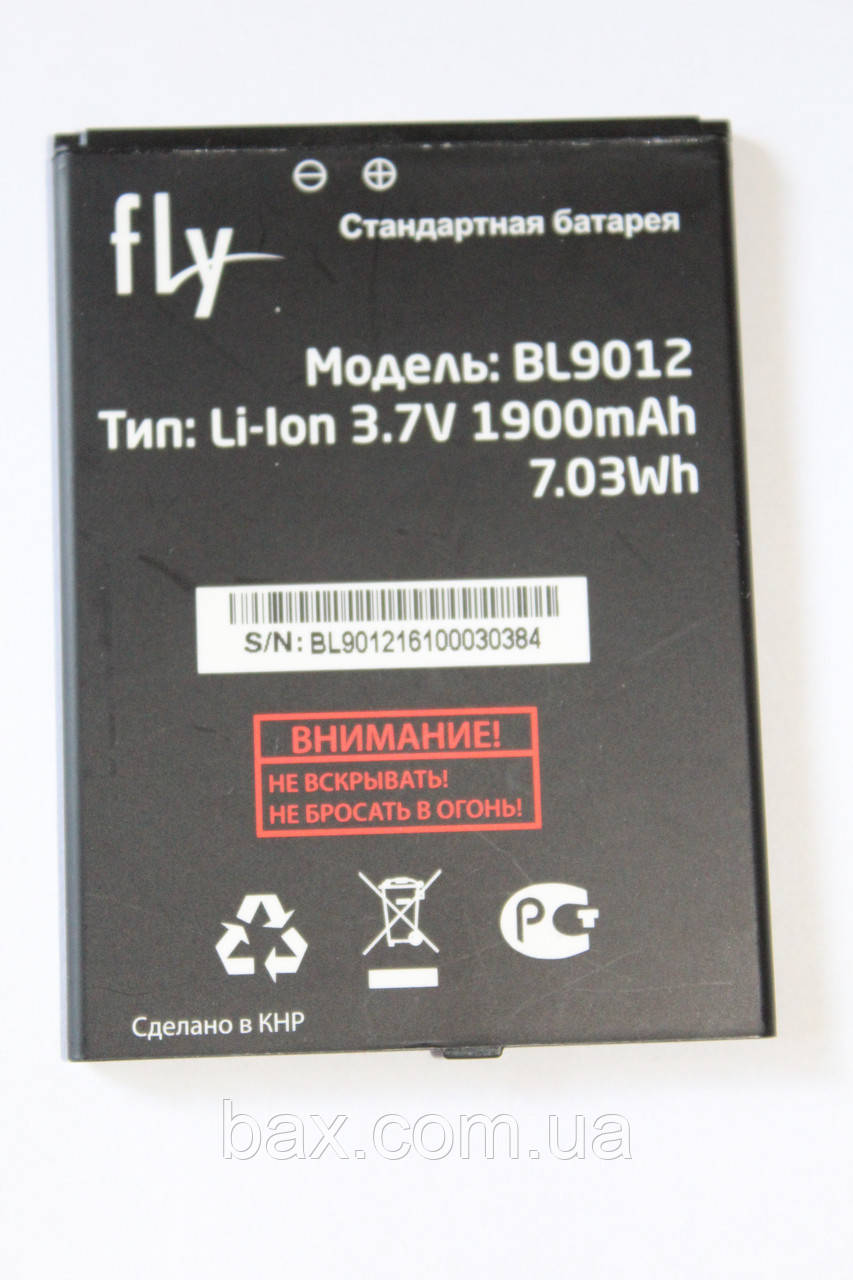 fly
Стандартная батарея
Модель: BL9012
Тип: Li-Ion 3.7V 1900mAh
7.03Wh
S/N: BL901216100030384
ВНИМАНИЕ!
НЕ ВСКРЫВАТЬ!
НЕ БРОСАТЬ В ОГОНЬ!
РСТ
Сделано в КНР
bax.com.ua